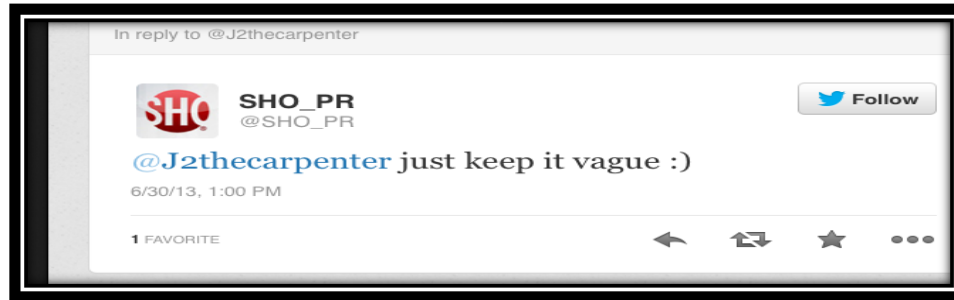 In reply to @J2thecarpenter
SHO
SHO_PR
@SHO_PR
Follow
@J2thecarpenter just keep it vague :)
6/30/13, 1:00 PM
1 FAVORITE